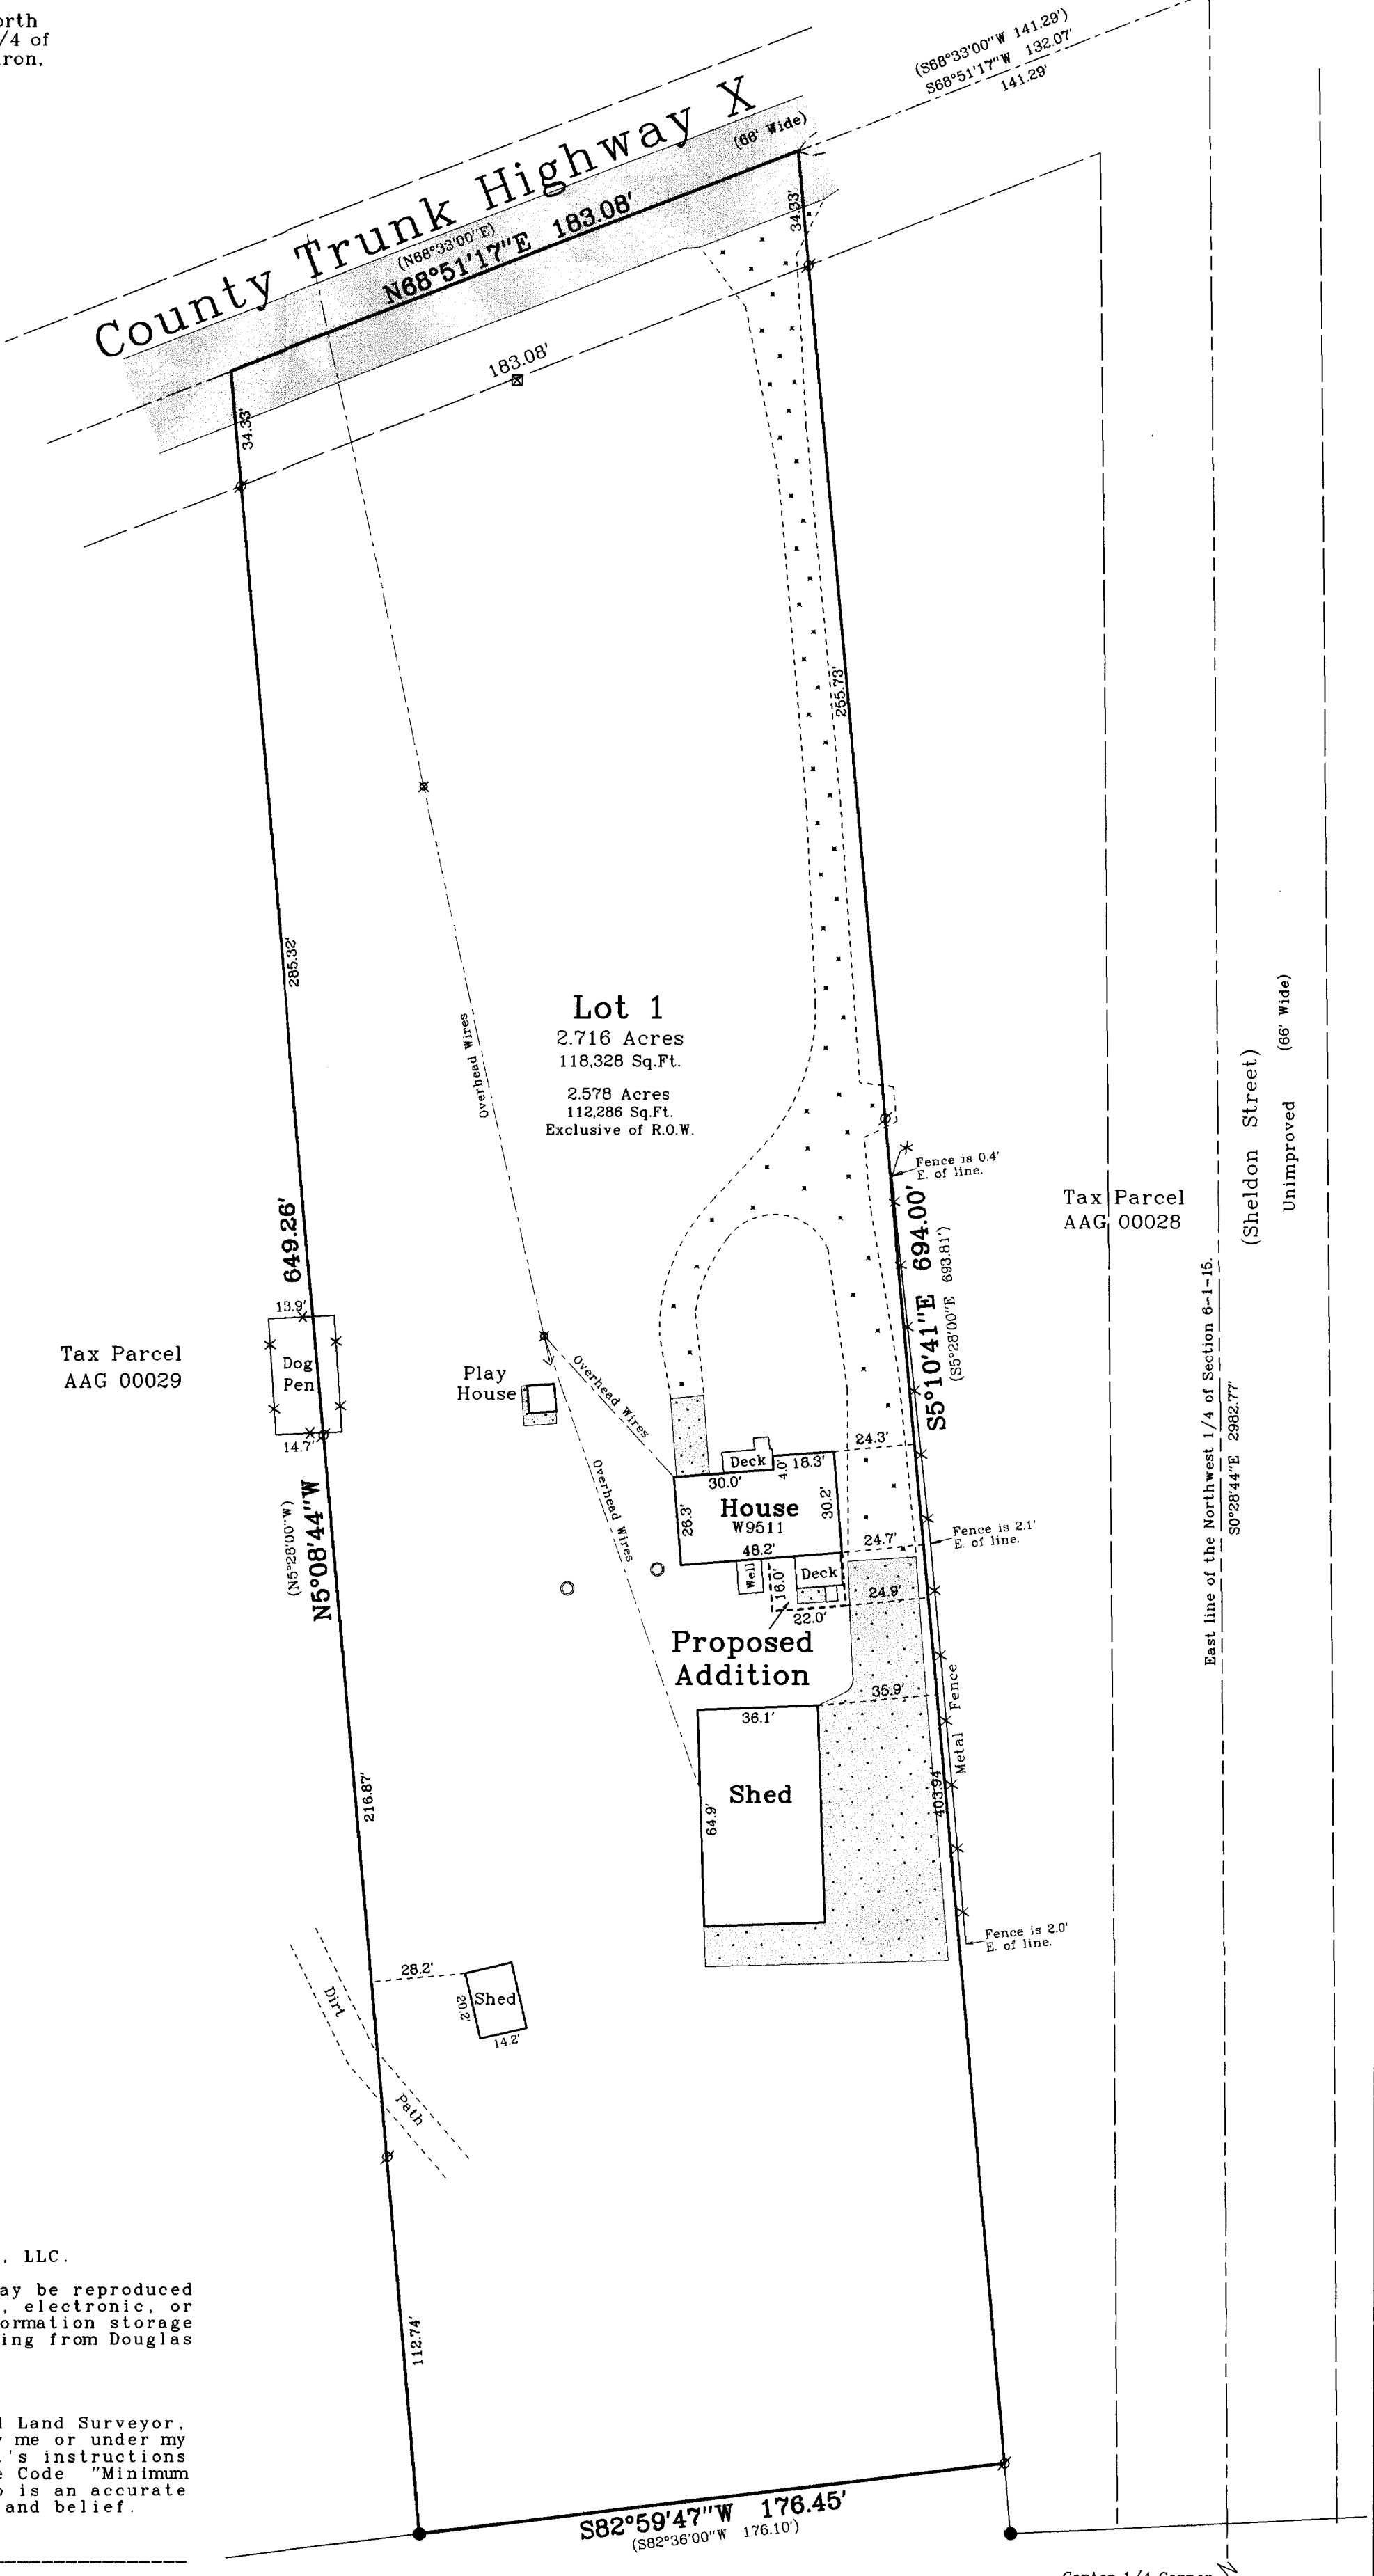 orth
/4 of
iron,
(S68°33'00"W 141.29')
S68°51'17"W 132.07'
141.29'
County Trunk Highway X
(66' Wide)
(N68°33'00"E)
N68°51'17"E 183.08'
34.33'
183.08'
34.33'
255.73'
285.32'
Overhead Wires
Lot 1
2.716 Acres
118,328 Sq.Ft.
2.578 Acres
112,286 Sq.Ft.
Exclusive of R.O.W.
(Sheldon Street)
Unimproved (66' Wide)
Fence is 0.4'
E. of line.
Tax Parcel
AAG 00028
S5°10'41"E 694.00'
(S5°28'00"E 693.81')
East line of the Northwest 1/4 of Section 6-1-15.
S0°28'44"E 2982.77'
649.26'
13.9'
Dog
Pen
14.7'
Tax Parcel
AAG 00029
N5°08'44"W
(N5°28'00"W)
Play
House
Overhead Wires
Overhead Wires
Deck
18.3'
24.3'
30.0'
4.0'
House
W9511
26.3'
30.2'
48.2'
24.7'
Fence is 2.1'
E. of line.
Well
16.0'
Deck
24.9'
22.0'
Proposed
Addition
35.9'
36.1'
Shed
64.9'
Metal Fence
403.94'
216.87'
Fence is 2.0'
E. of line.
28.2'
Shed
20.2'
14.2'
Dirt
Path
112.74'
, LLC.
ay be reproduced
, electronic, or
ormation storage
ing from Douglas
d Land Surveyor,
y me or under my
t's instructions
e Code "Minimum
p is an accurate
and belief.
S82°59'47"W 176.45'
(S82°36'00"W 176.10')
Center 1/4 Corner